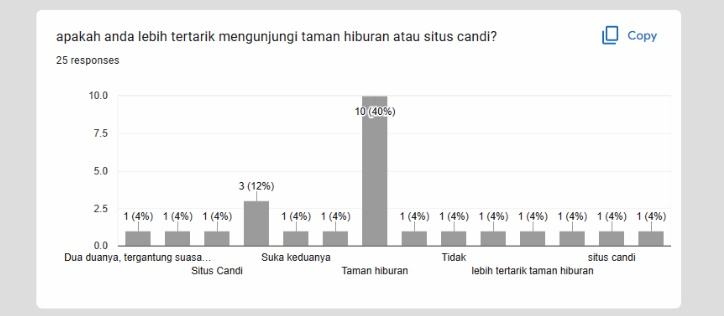 apakah anda lebih tertarik mengunjungi taman hiburan atau situs candi?
Copy
25 responses
10.0
7.5
5.0
2.5
0.0
1 (4%)
1 (4%)
1 (4%)
3 (12%)
1 (4%)
1 (4%)
10 (40%)
1 (4%)
1 (4%)
1 (4%)
1 (4%)
1 (4%)
1 (4%)
1 (4%)
Dua duanya, tergantung suasa...
Situs Candi
Suka keduanya
Taman hiburan
Tidak
lebih tertarik taman hiburan
situs candi